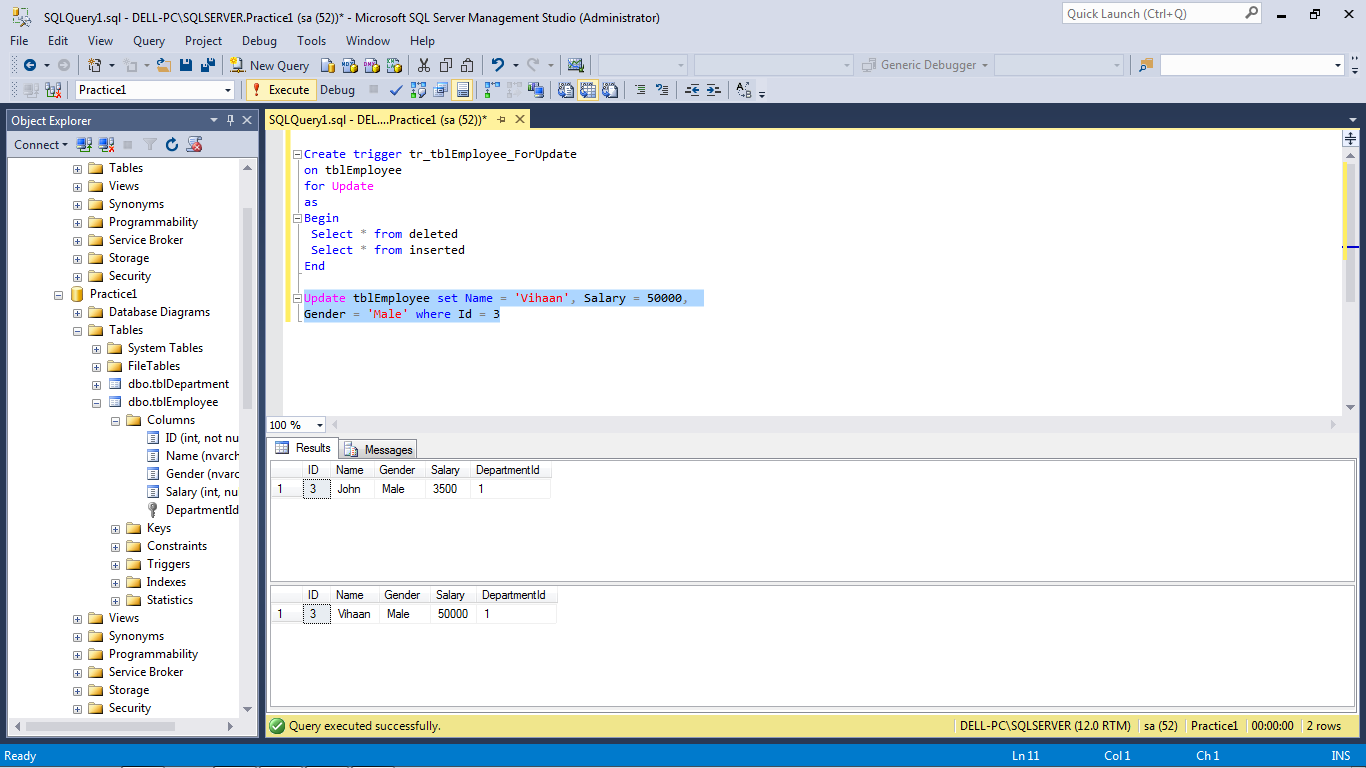 SQLQuery1.sql - DELL-PC\SQLSERVER.Practice1 (sa (52))* - Microsoft SQL Server Management Studio (Administrator)
Quick Launch (Ctrl+Q)
File Edit View Query Project Debug Tools Window Help
New Query
Generic Debugger
Practice1
Execute Debug
Object Explorer
Connect
Tables
Views
Synonyms
Programmability
Service Broker
Storage
Security
Practice1
Database Diagrams
Tables
System Tables
FileTables
dbo.tblDepartment
dbo.tblEmployee
Columns
ID (int, not nu
Name (nvarch
Gender (nvarc
Salary (int, nu
DepartmentId
Keys
Constraints
Triggers
Indexes
Statistics
Views
Synonyms
Programmability
Service Broker
Storage
Security
SQLQuery1.sql - DEL....Practice1 (sa (52))*
Create trigger tr_tblEmployee_ForUpdate
on tblEmployee
for Update
as
Begin
Select * from deleted
Select * from inserted
End
Update tblEmployee set Name = 'Vihaan', Salary = 50000,
Gender = 'Male' where Id = 3
100 %
Results Messages
ID Name Gender Salary DepartmentId
1 3 John Male 3500 1
ID Name Gender Salary DepartmentId
1 3 Vihaan Male 50000 1
Query executed successfully.
DELL-PC\SQLSERVER (12.0 RTM) sa (52) Practice1 00:00:00 2 rows
Ready Ln 11 Col 1 Ch 1 INS